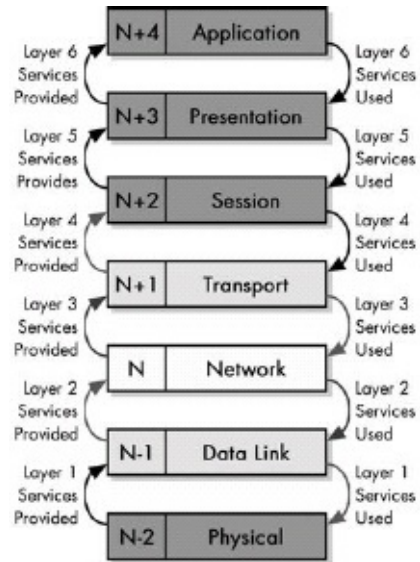 N+4 Application
Layer 6
Services
Provided
Layer 6
Services
Used
N+3 Presentation
Layer 5
Services
Provides
Layer 5
Services
Used
N+2 Session
Layer 4
Services
Provided
Layer 4
Services
Used
N+1 Transport
Layer 3
Services
Provided
Layer 3
Services
Used
N Network
Layer 2
Services
Provided
Layer 2
Services
Used
N-1 Data Link
Layer 1
Services
Provided
Layer 1
Services
Used
N-2 Physical